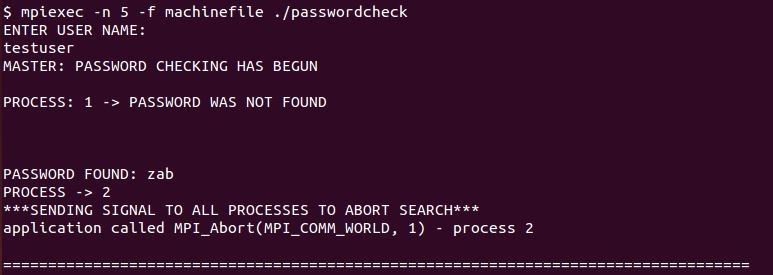 $ mpiexec -n 5 -f machinefile ./passwordcheck
ENTER USER NAME:
testuser
MASTER: PASSWORD CHECKING HAS BEGUN
PROCESS: 1 -> PASSWORD WAS NOT FOUND
PASSWORD FOUND: zab
PROCESS -> 2
***SENDING SIGNAL TO ALL PROCESSES TO ABORT SEARCH***
application called MPI_Abort(MPI_COMM_WORLD, 1) - process 2
===================================================================================